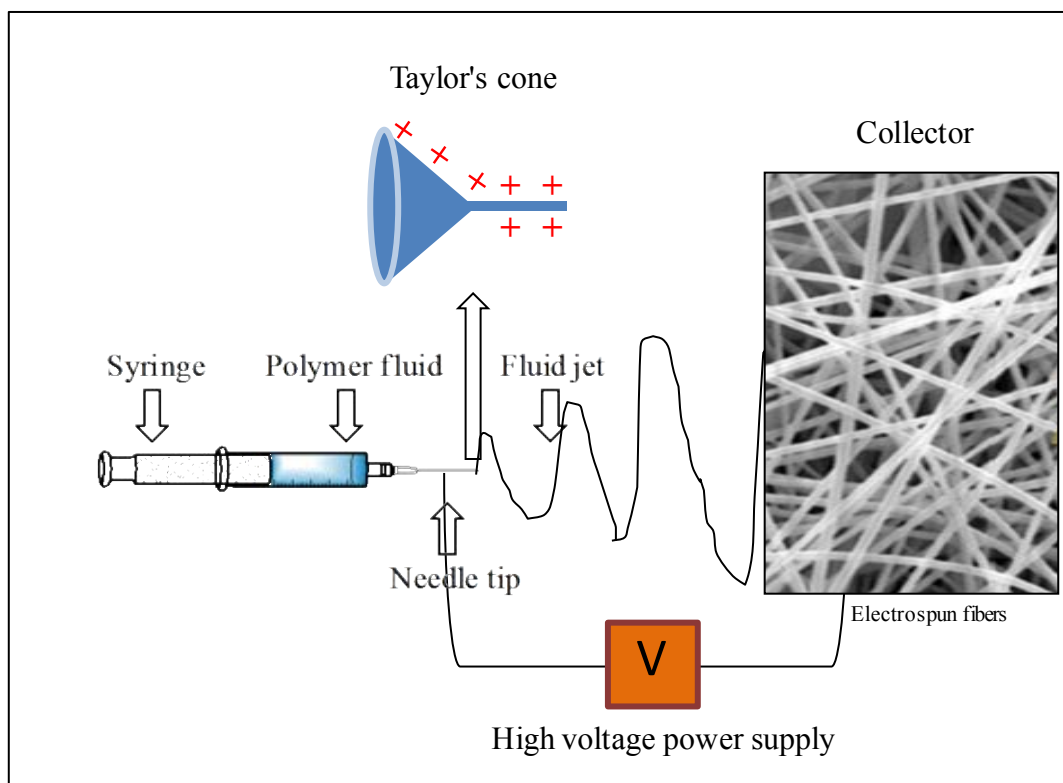 Taylor's cone
Collector
Syringe
Polymer fluid
Fluid jet
Needle tip
Electrospun fibers
V
High voltage power supply